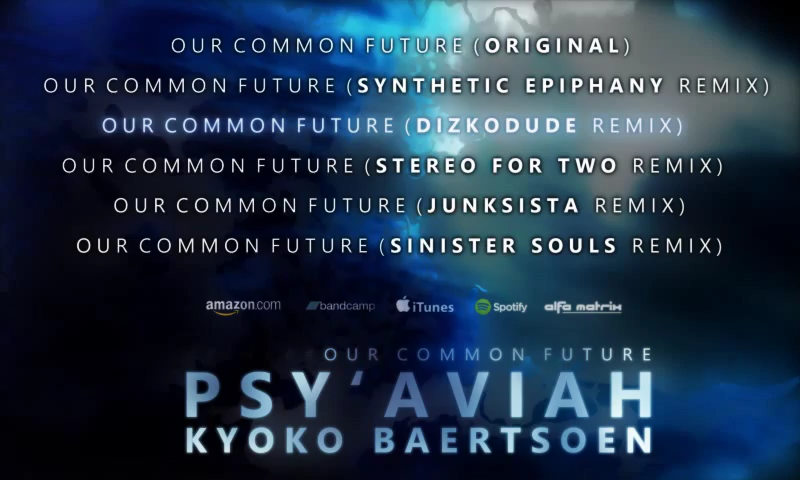 OUR COMMON FUTURE (ORIGINAL)
OUR COMMON FUTURE (SYNTHETIC EPIPHANY REMIX)
OUR COMMON FUTURE (DIZKODUDE REMIX)
OUR COMMON FUTURE (STEREO FOR TWO REMIX)
OUR COMMON FUTURE (JUNKSISTA REMIX)
OUR COMMON FUTURE (SINISTER SOULS REMIX)
amazon.com bandcamp iTunes Spotify alfa matrix
OUR COMMON FUTURE
PSY‘AVIAH
KYOKO BAERTSOEN